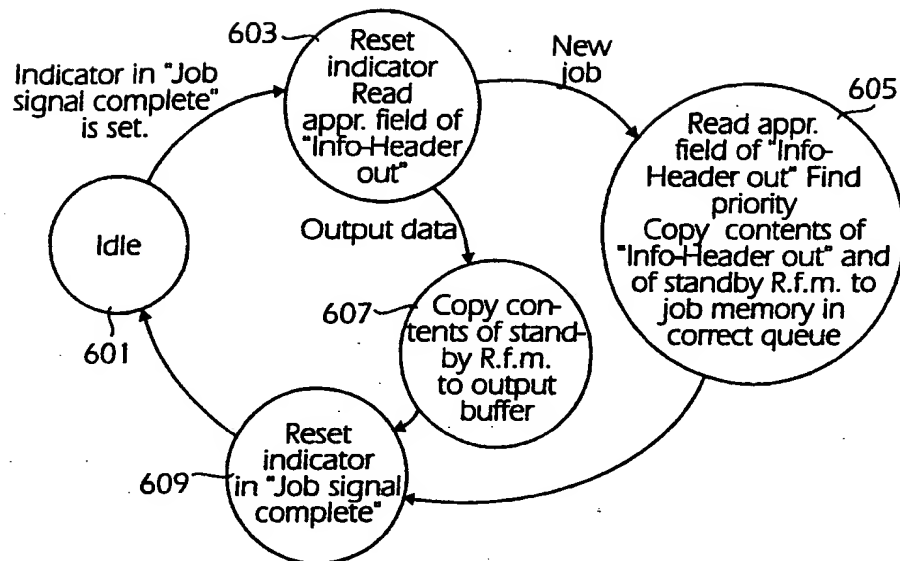 603
Reset
indicator
Read
appr. field of
"Info-Header
out"
New
job
Indicator in "Job
signal complete"
is set.
605
Read appr.
field of "Info-
Header out" Find
priority
Copy contents of
"Info-Header out" and
of standby R.f.m. to
job memory in
correct queue
Idle
601
Output data
607
Copy con-
tents of stand-
by R.f.m.
to output
buffer
609
Reset
indicator
in "Job signal
complete"